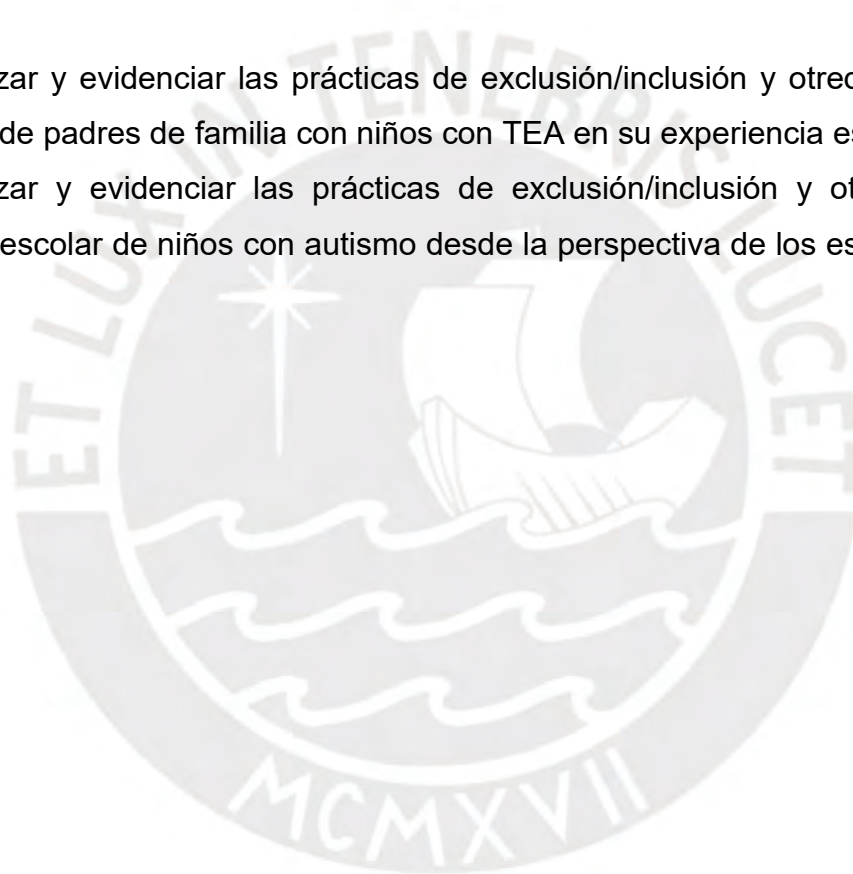 zar y evidenciar las prácticas de exclusión/inclusión y otred
de padres de familia con niños con TEA en su experiencia es
zar y evidenciar las prácticas de exclusión/inclusión y ot
escolar de niños con autismo desde la perspectiva de los es
ET LUX IN TENEBRIS LUCET
MCMXVII